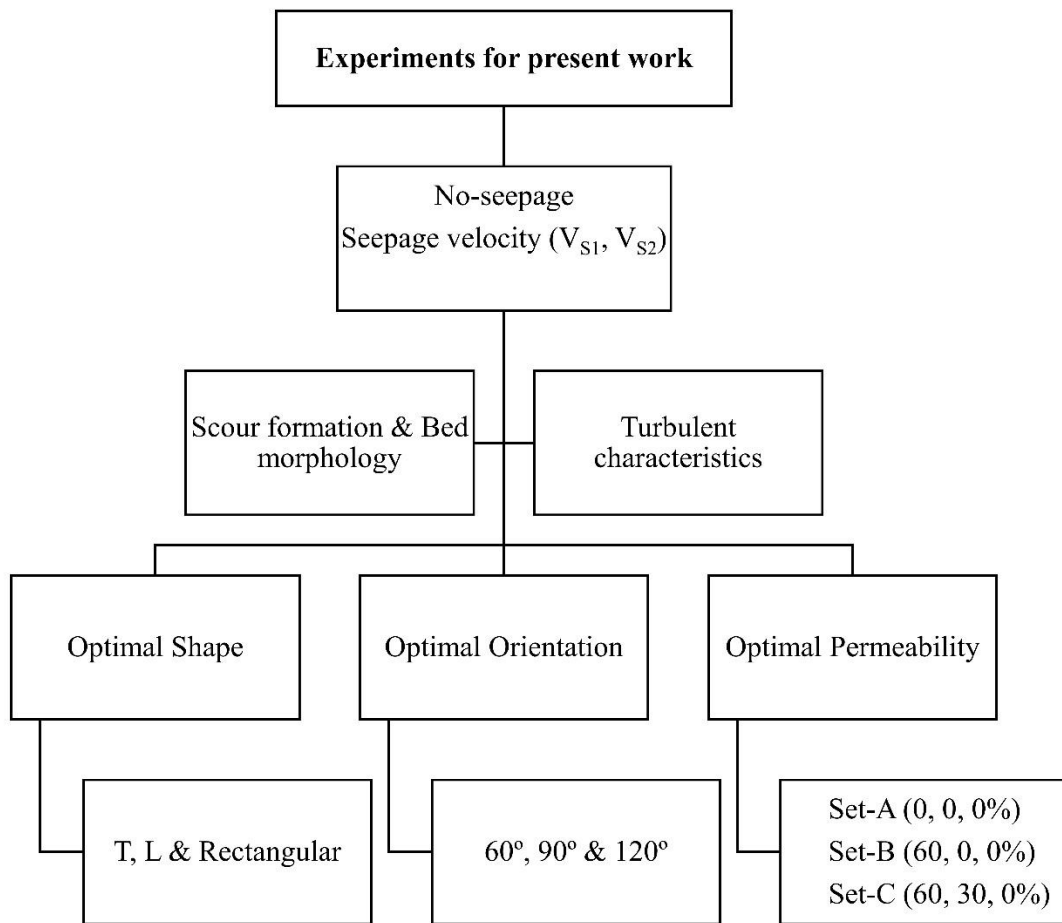 Experiments for present work
No-seepage
Seepage velocity (VS1, VS2)
Scour formation & Bed
morphology
Turbulent
characteristics
Optimal Shape
Optimal Orientation
Optimal Permeability
T, L & Rectangular
60º, 90º & 120º
Set-A (0, 0, 0%)
Set-B (60, 0, 0%)
Set-C (60, 30, 0%)